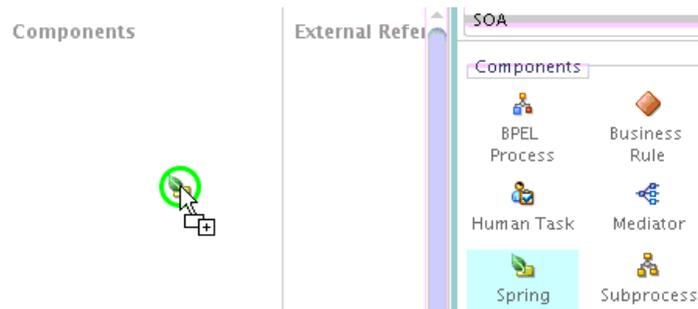 Components
External Refer
SOA
Components
BPEL
Process
Business
Rule
Human Task
Mediator
Spring
Subprocess